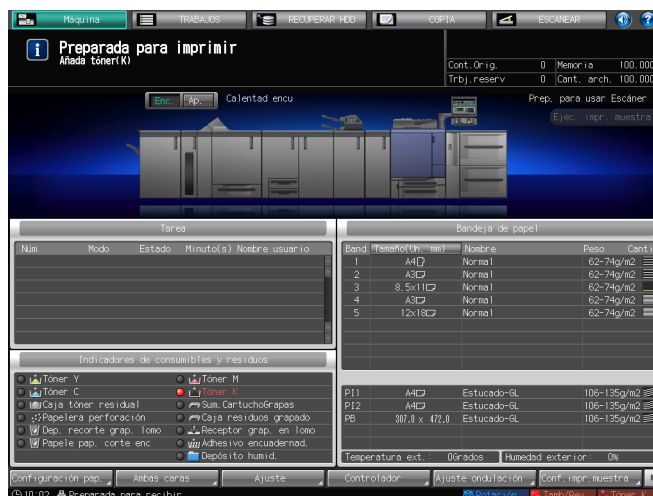 Máquina TRABAJOS RECUPERAR HDD COPIA ESCANEAR
Preparada para imprimir
Añada tóner(K)
Cont.Orig. 0 Memoria 100.000
Trbj.reserv 0 Cant. arch. 100.000
Enc. Ap. Calentad encu
Prep. para usar Escáner
Ejec. impr. muestra
Tarea
Núm Modo Estado Minuto(s) Nombre usuario
Bandeja de papel
Band Tamaño(Un. :mm) Nombre Peso Canti
1 A4 Normal 62-74g/m2
2 A3 Normal 62-74g/m2
3 8.5x11 Normal 62-74g/m2
4 A3 Normal 62-74g/m2
5 12x18 Normal 62-74g/m2
PI1 A4 Estucado-GL 106-135g/m2
PI2 A4 Estucado-GL 106-135g/m2
PB 307.0 x 472.0 Estucado-GL 106-135g/m2
Temperatura ext. : 0Grados Humedad exterior: 0%
Indicadores de consumibles y residuos
Tóner Y Tóner M
Tóner C Tóner K
Caja tóner residual Sum.CartuchoGrapas
Papelera perforación Caja residuos grapado
Dep. recorte grap. lomo Receptor grap. en lomo
Papele pap. corte enc Adhesivo encuadernad.
Depósito humid.
Configuración pap. Ambas caras Ajuste Controlador Ajuste ondulación Conf.impr.muestra
10:02 Preparada para recibir Rotación Tamb/Rev Tóner K